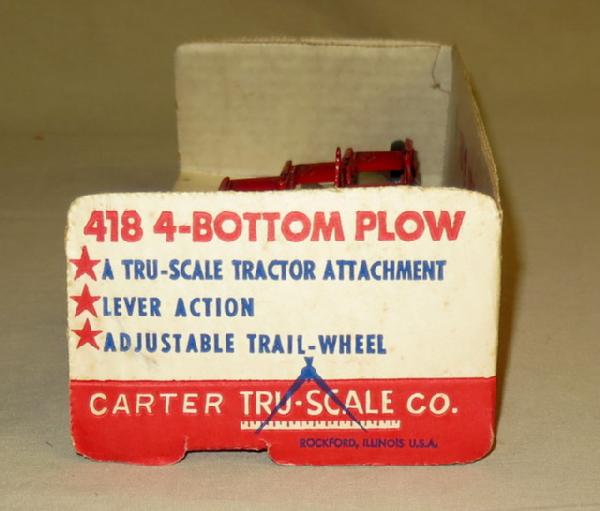 418 4-BOTTOM PLOW
A TRU-SCALE TRACTOR ATTACHMENT
LEVER ACTION
ADJUSTABLE TRAIL-WHEEL
CARTER TRU-SCALE CO.
ROCKFORD, ILLINOIS U.S.A.